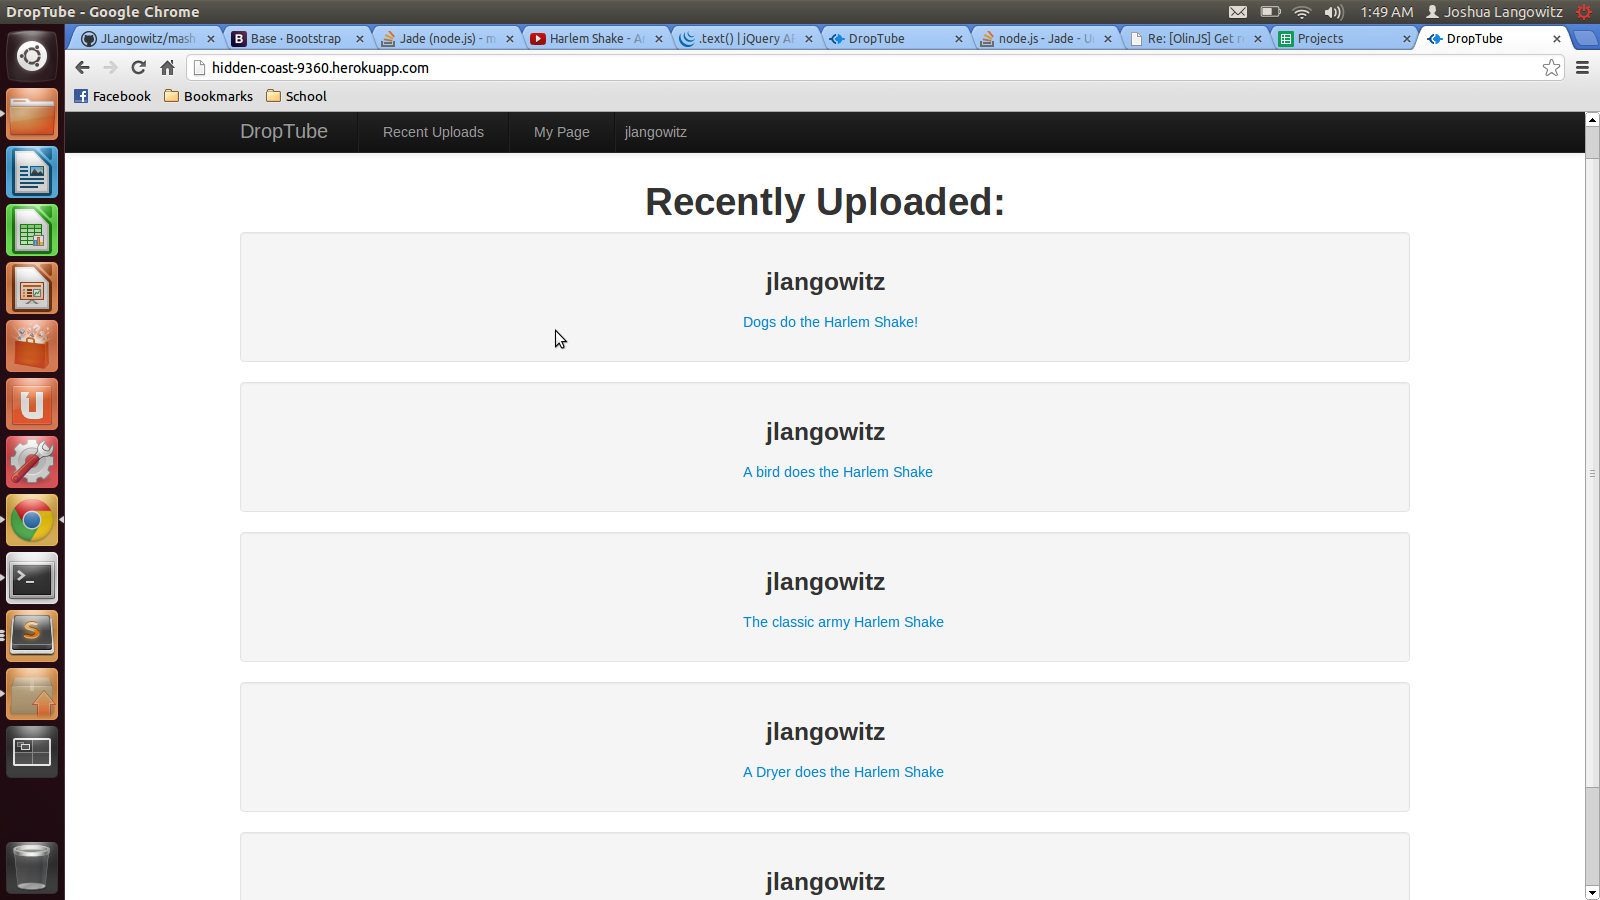 DropTube - Google Chrome
1:49 AM
Joshua Langowitz
JLangowitz/mash
Base · Bootstrap
Jade (node.js) - m
Harlem Shake - A
.text() | jQuery A
DropTube
node.js - Jade - U
Re: [OlinJS] Get r
Projects
DropTube
hidden-coast-9360.herokuapp.com
Facebook
Bookmarks
School
DropTube
Recent Uploads
My Page
jlangowitz
Recently Uploaded:
jlangowitz
Dogs do the Harlem Shake!
jlangowitz
A bird does the Harlem Shake
jlangowitz
The classic army Harlem Shake
jlangowitz
A Dryer does the Harlem Shake
jlangowitz